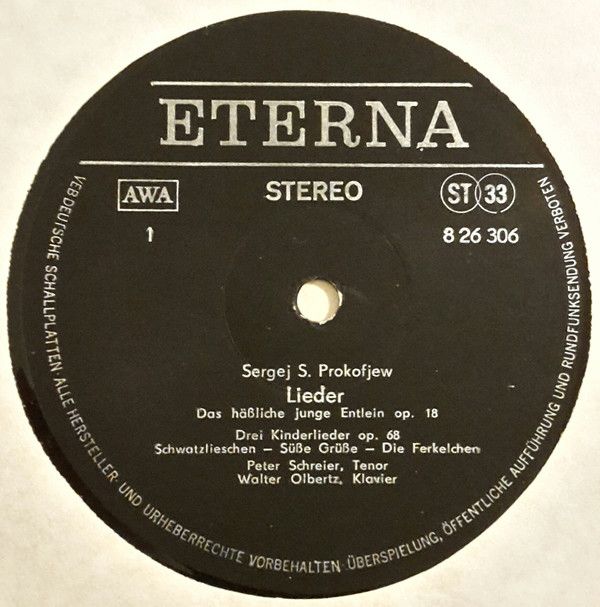 ETERNA
AWA
STEREO
ST 33
1
8 26 306
Sergej S. Prokofjew
Lieder
Das häßliche junge Entlein op. 18
Drei Kinderlieder op. 68
Schwatzlieschen – Süße Grüße – Die Ferkelchen
Peter Schreier, Tenor
Walter Olbertz, Klavier
VEB DEUTSCHE SCHALLPLATTEN · ALLE HERSTELLER- UND URHEBERRECHTE VORBEHALTEN · ÜBERSPIELUNG, ÖFFENTLICHE AUFFÜHRUNG UND RUNDFUNKSENDUNG VERBOTEN